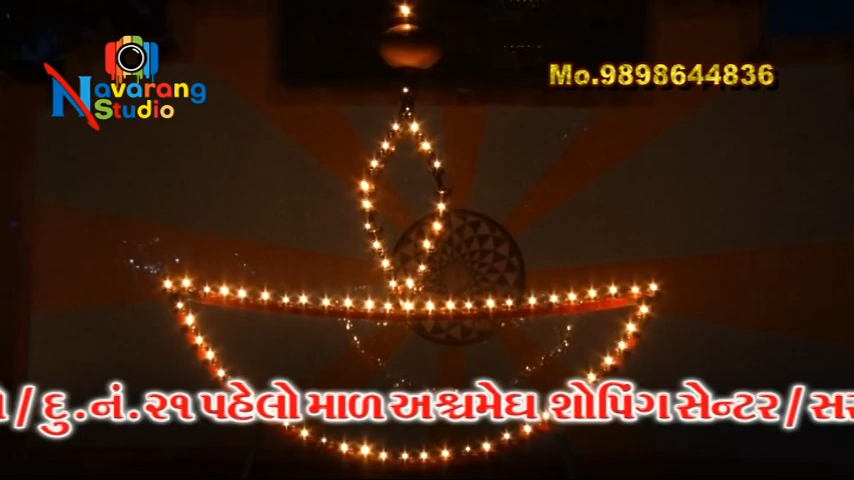 Navarang
Studio
Mo.9898644836
/ દુ.નં.૨૧ પહેલો માળ અશ્વમેઘ શોપિંગ સેન્ટર /